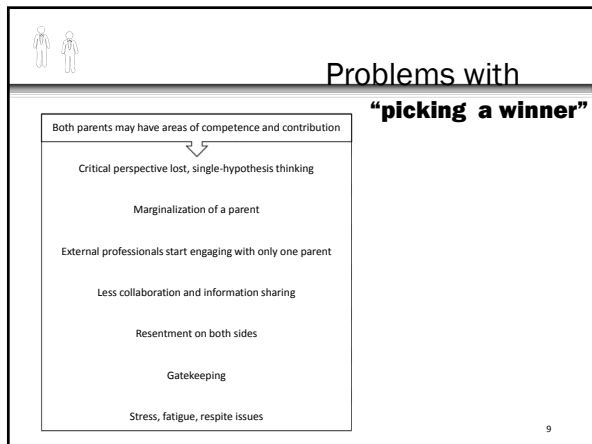 Problems with
“picking a winner”
Both parents may have areas of competence and contribution
Critical perspective lost, single-hypothesis thinking
Marginalization of a parent
External professionals start engaging with only one parent
Less collaboration and information sharing
Resentment on both sides
Gatekeeping
Stress, fatigue, respite issues
9